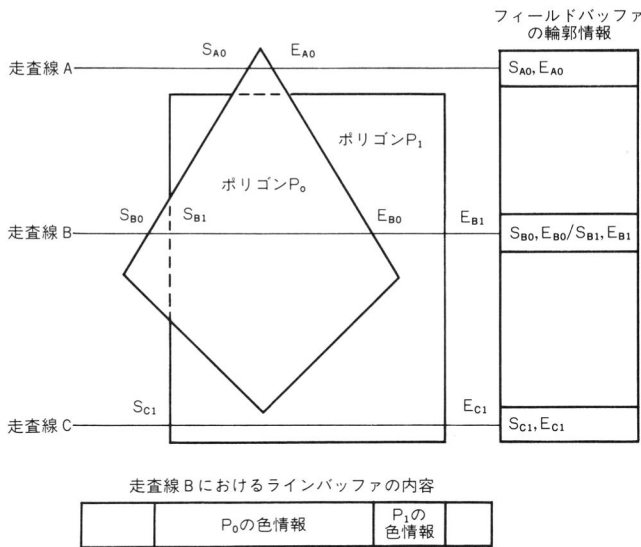 フィールドバッファ
の輪郭情報
S_A0 E_A0
走査線A
S_A0,E_A0
ポリゴンP₁
ポリゴンP₀
S_B0 S_B1 E_B0 E_B1
走査線B
S_B0,E_B0/S_B1,E_B1
S_C1 E_C1
走査線C
S_C1,E_C1
走査線Bにおけるラインバッファの内容
P₀の色情報
P₁の
色情報